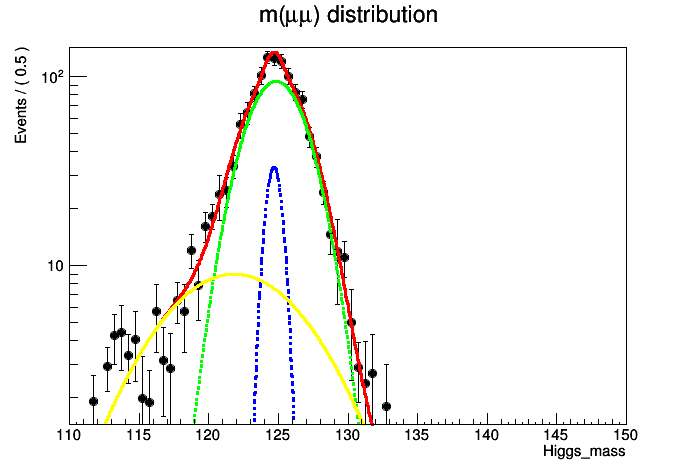 m(μμ) distribution
Events / ( 0.5 )
10²
10
110 115 120 125 130 135 140 145 150
Higgs_mass